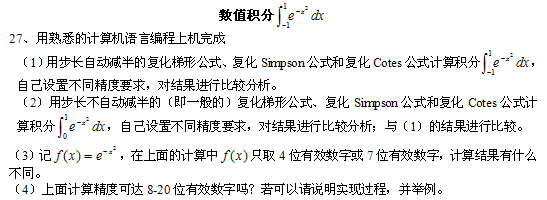 数值积分∫₋₁¹e^{-x²}dx
27、用熟悉的计算机语言编程上机完成
（1）用步长自动减半的复化梯形公式、复化 Simpson 公式和复化 Cotes 公式计算积分∫₋₁¹e^{-x²}dx，
自己设置不同精度要求，对结果进行比较分析。
（2）用步长不自动减半的（即一般的）复化梯形公式、复化 Simpson 公式和复化 Cotes 公式计
算积分∫₀¹e^{-x²}dx，自己设置不同精度要求，对结果进行比较分析；与（1）的结果进行比较。
（3）记 f(x) = e^{-x²}，在上面的计算中 f(x) 只取 4 位有效数字或 7 位有效数字，计算结果有什么
不同。
（4）上面计算精度可达 8-20 位有效数字吗？若可以请说明实现过程，并举例。